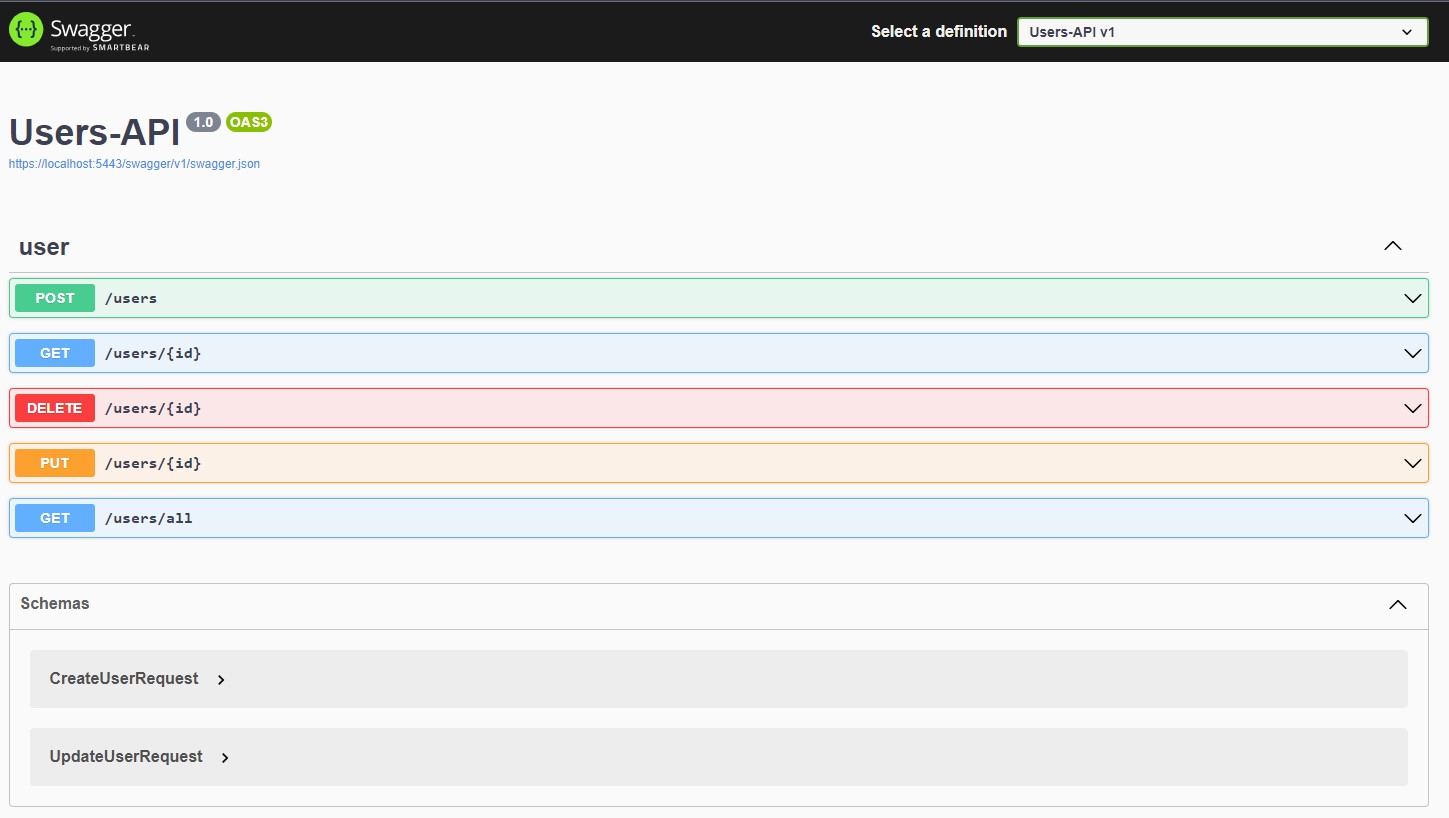 {···} Swagger.
Supported by SMARTBEAR
Select a definition
Users-API v1
Users-API 1.0 OAS3
https://localhost:5443/swagger/v1/swagger.json
user
POST /users
GET /users/{id}
DELETE /users/{id}
PUT /users/{id}
GET /users/all
Schemas
CreateUserRequest
UpdateUserRequest